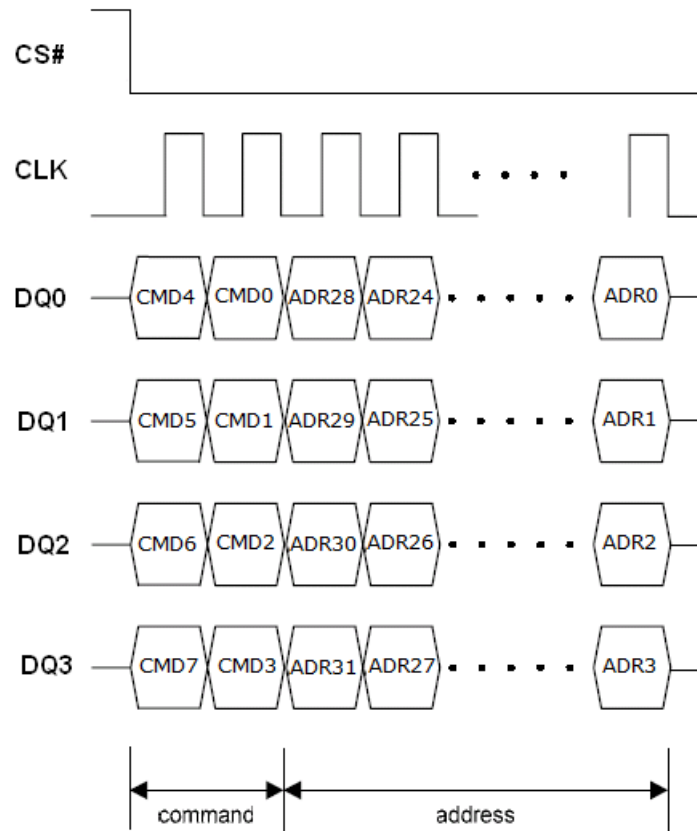 CS#
CLK
DQ0 CMD4 CMD0 ADR28 ADR24 ADR0
DQ1 CMD5 CMD1 ADR29 ADR25 ADR1
DQ2 CMD6 CMD2 ADR30 ADR26 ADR2
DQ3 CMD7 CMD3 ADR31 ADR27 ADR3
command address